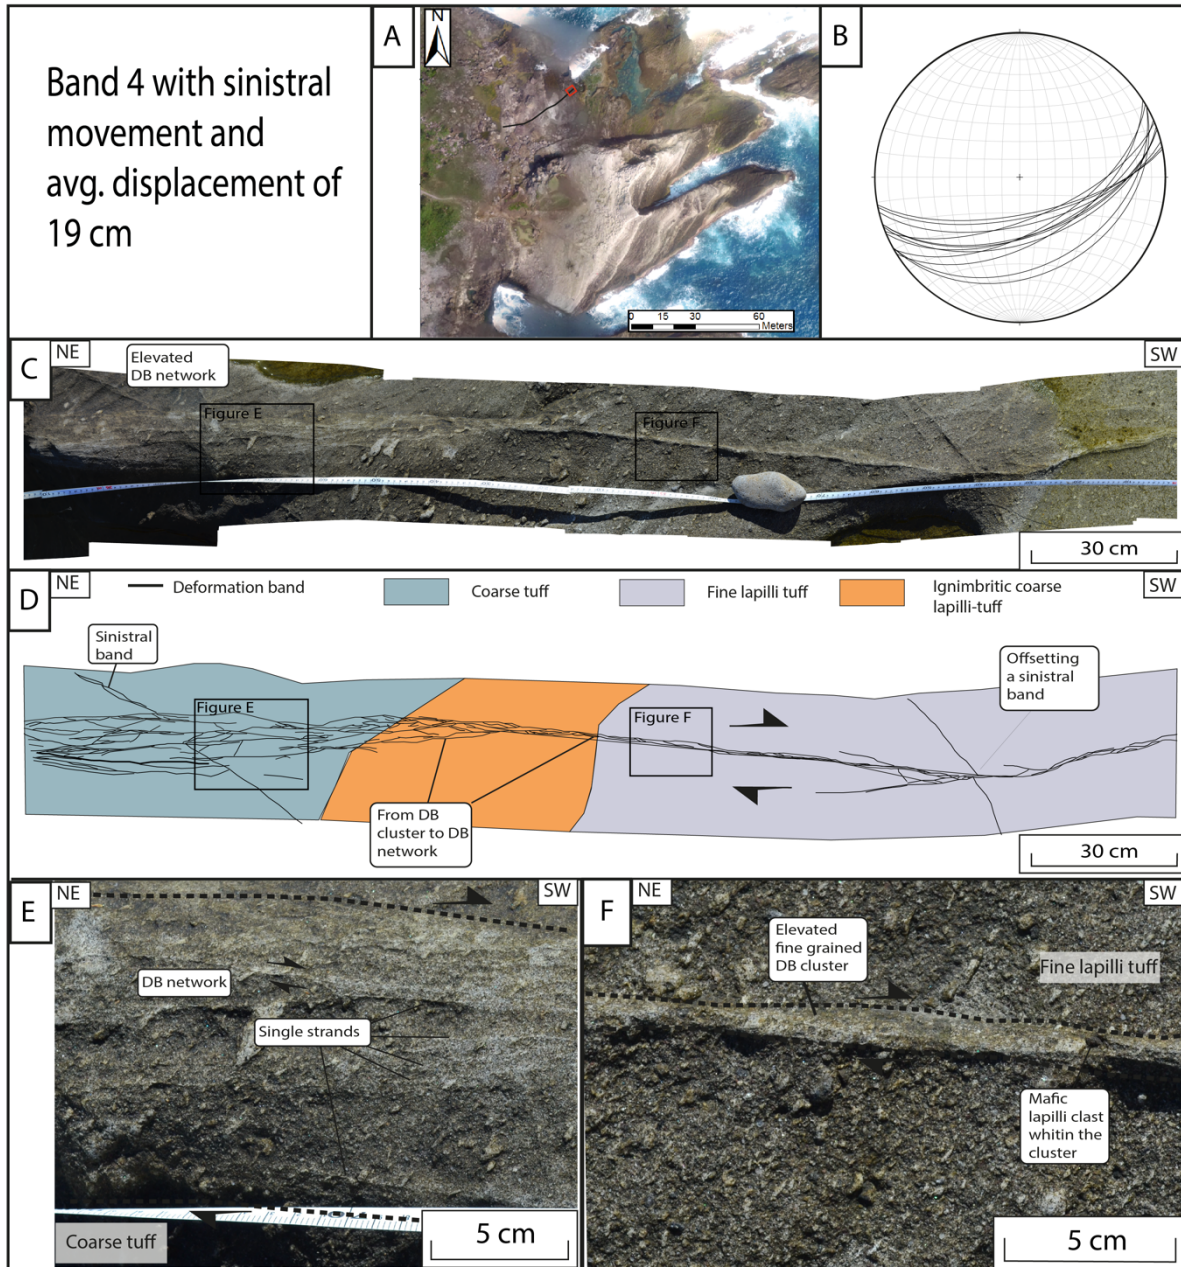 Band 4 with sinistral
movement and
avg. displacement of
19 cm
A
N
0 15 30 60
Meters
B
C
NE
SW
Elevated
DB network
Figure E
Figure F
30 cm
D
NE
Deformation band
Coarse tuff
Fine lapilli tuff
Ignimbritic coarse
lapilli-tuff
SW
Sinistral
band
Figure E
Figure F
Offsetting
a sinistral
band
From DB
cluster to DB
network
30 cm
E
NE
SW
DB network
Single strands
Coarse tuff
5 cm
F
NE
SW
Elevated
fine grained
DB cluster
Fine lapilli tuff
Mafic
lapilli clast
whitin the
cluster
5 cm